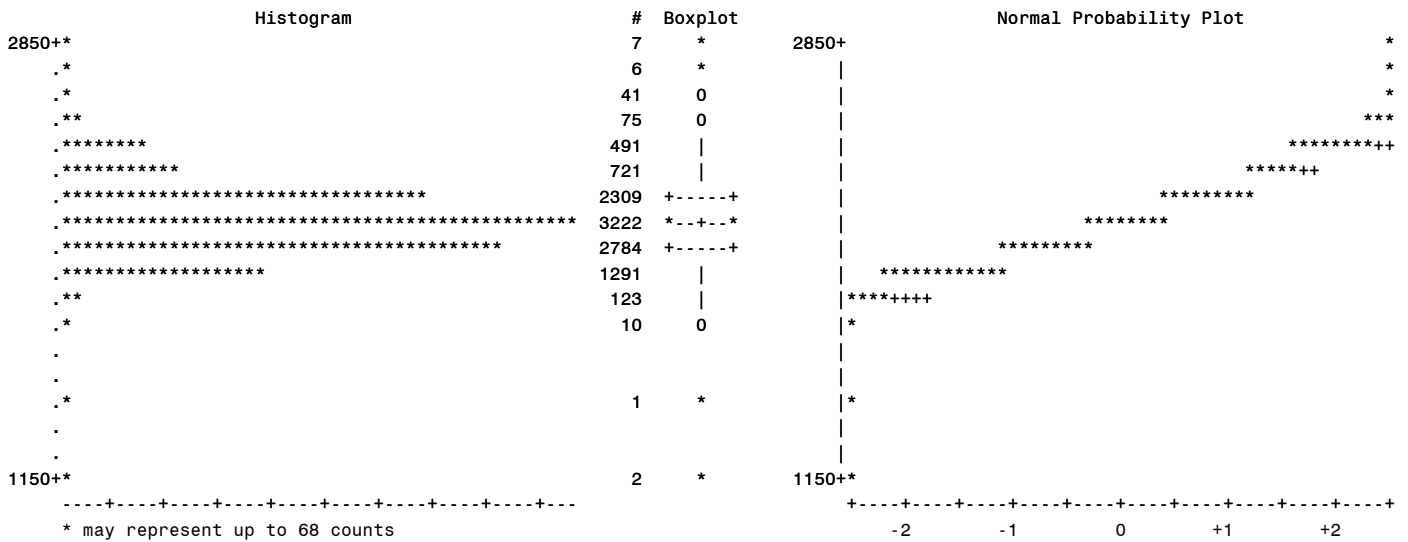 Histogram # Boxplot Normal Probability Plot
2850+* 7 * 2850+ *
.* 6 * | *
.* 41 0 | *
.** 75 0 | ***
.******** 491 | | ********++
.*********** 721 | | *****++
.********************************** 2309 +-----+ | *********
.************************************************ 3222 *--+--* | ********
.***************************************** 2784 +-----+ | *********
.******************* 1291 | | ************
.** 123 | |****++++
.* 10 0 |*
. |
. |
.* 1 * |*
. |
. |
1150+* 2 * 1150+*
----+----+----+----+----+----+----+----+----+--- +----+----+----+----+----+----+----+----+----+----+
* may represent up to 68 counts -2 -1 0 +1 +2